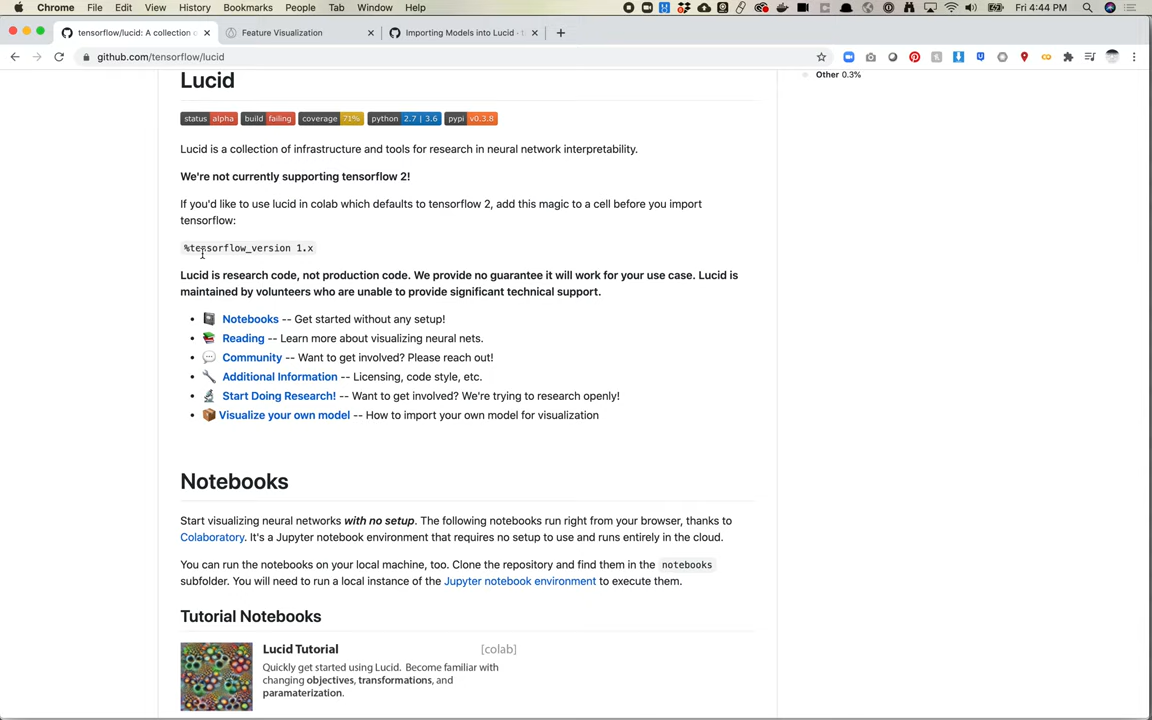 Chrome File Edit View History Bookmarks People Tab Window Help Fri 4:44 PM
tensorflow/lucid: A collection o Feature Visualization Importing Models into Lucid · t
github.com/tensorflow/lucid
Lucid
Other 0.3%
status alpha build failing coverage 71% python 2.7 | 3.6 pypi v0.3.8
Lucid is a collection of infrastructure and tools for research in neural network interpretability.
We're not currently supporting tensorflow 2!
If you'd like to use lucid in colab which defaults to tensorflow 2, add this magic to a cell before you import
tensorflow:
%tensorflow_version 1.x
Lucid is research code, not production code. We provide no guarantee it will work for your use case. Lucid is
maintained by volunteers who are unable to provide significant technical support.
Notebooks -- Get started without any setup!
Reading -- Learn more about visualizing neural nets.
Community -- Want to get involved? Please reach out!
Additional Information -- Licensing, code style, etc.
Start Doing Research! -- Want to get involved? We're trying to research openly!
Visualize your own model -- How to import your own model for visualization
Notebooks
Start visualizing neural networks with no setup. The following notebooks run right from your browser, thanks to
Colaboratory. It's a Jupyter notebook environment that requires no setup to use and runs entirely in the cloud.
You can run the notebooks on your local machine, too. Clone the repository and find them in the notebooks
subfolder. You will need to run a local instance of the Jupyter notebook environment to execute them.
Tutorial Notebooks
Lucid Tutorial [colab]
Quickly get started using Lucid. Become familiar with
changing objectives, transformations, and
paramaterization.